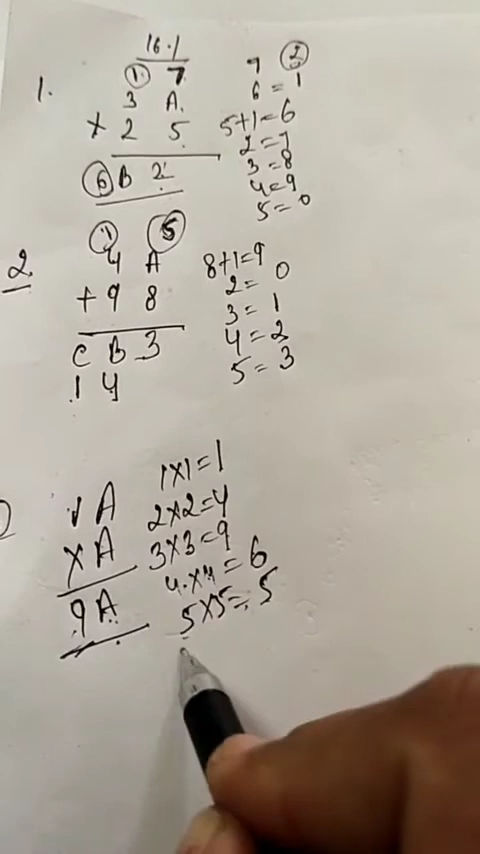 16.1
1. 1 7
3 A
× 2 5
6 B 2
7 2
6 = 1
5+1=6
2=7
3=8
4=9
5=0
2 1 5
4 A
+ 9 8
C B 3
1 4
8+1=9
2= 0
3= 1
4=2
5=3
1 A
× A
9 A
1×1=1
2×2=4
3×3=9
4×4=6
5×5=5